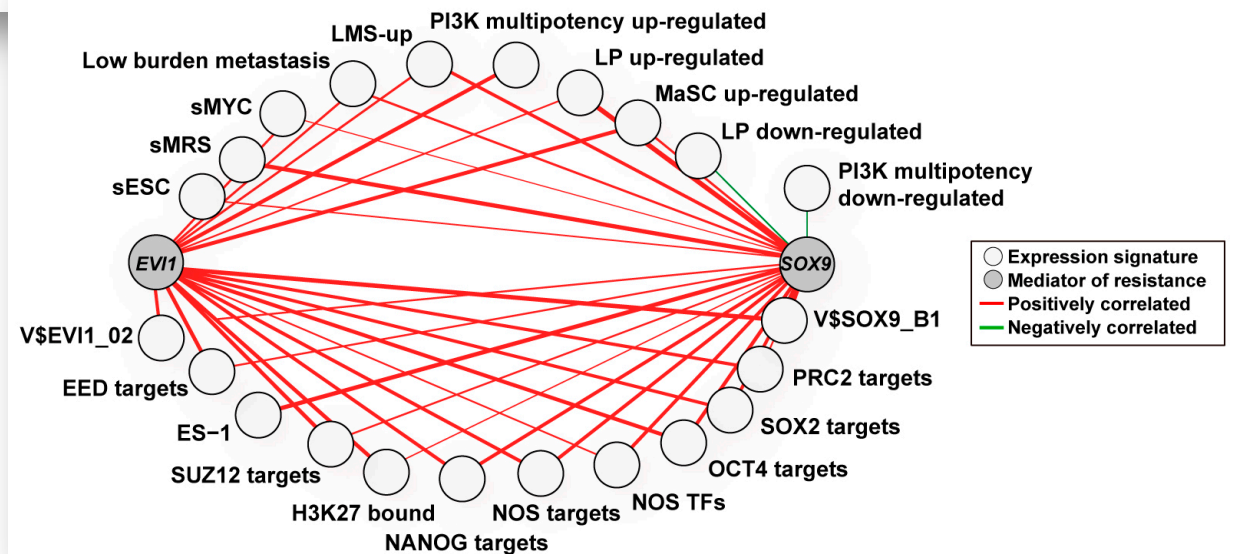 PI3K multipotency up-regulated
LMS-up
LP up-regulated
Low burden metastasis
MaSC up-regulated
sMYC
LP down-regulated
sMRS
PI3K multipotency
down-regulated
sESC
EVI1
SOX9
Expression signature
Mediator of resistance
Positively correlated
Negatively correlated
V$EVI1_02
V$SOX9_B1
EED targets
PRC2 targets
ES−1
SOX2 targets
SUZ12 targets
OCT4 targets
H3K27 bound
NOS targets
NOS TFs
NANOG targets